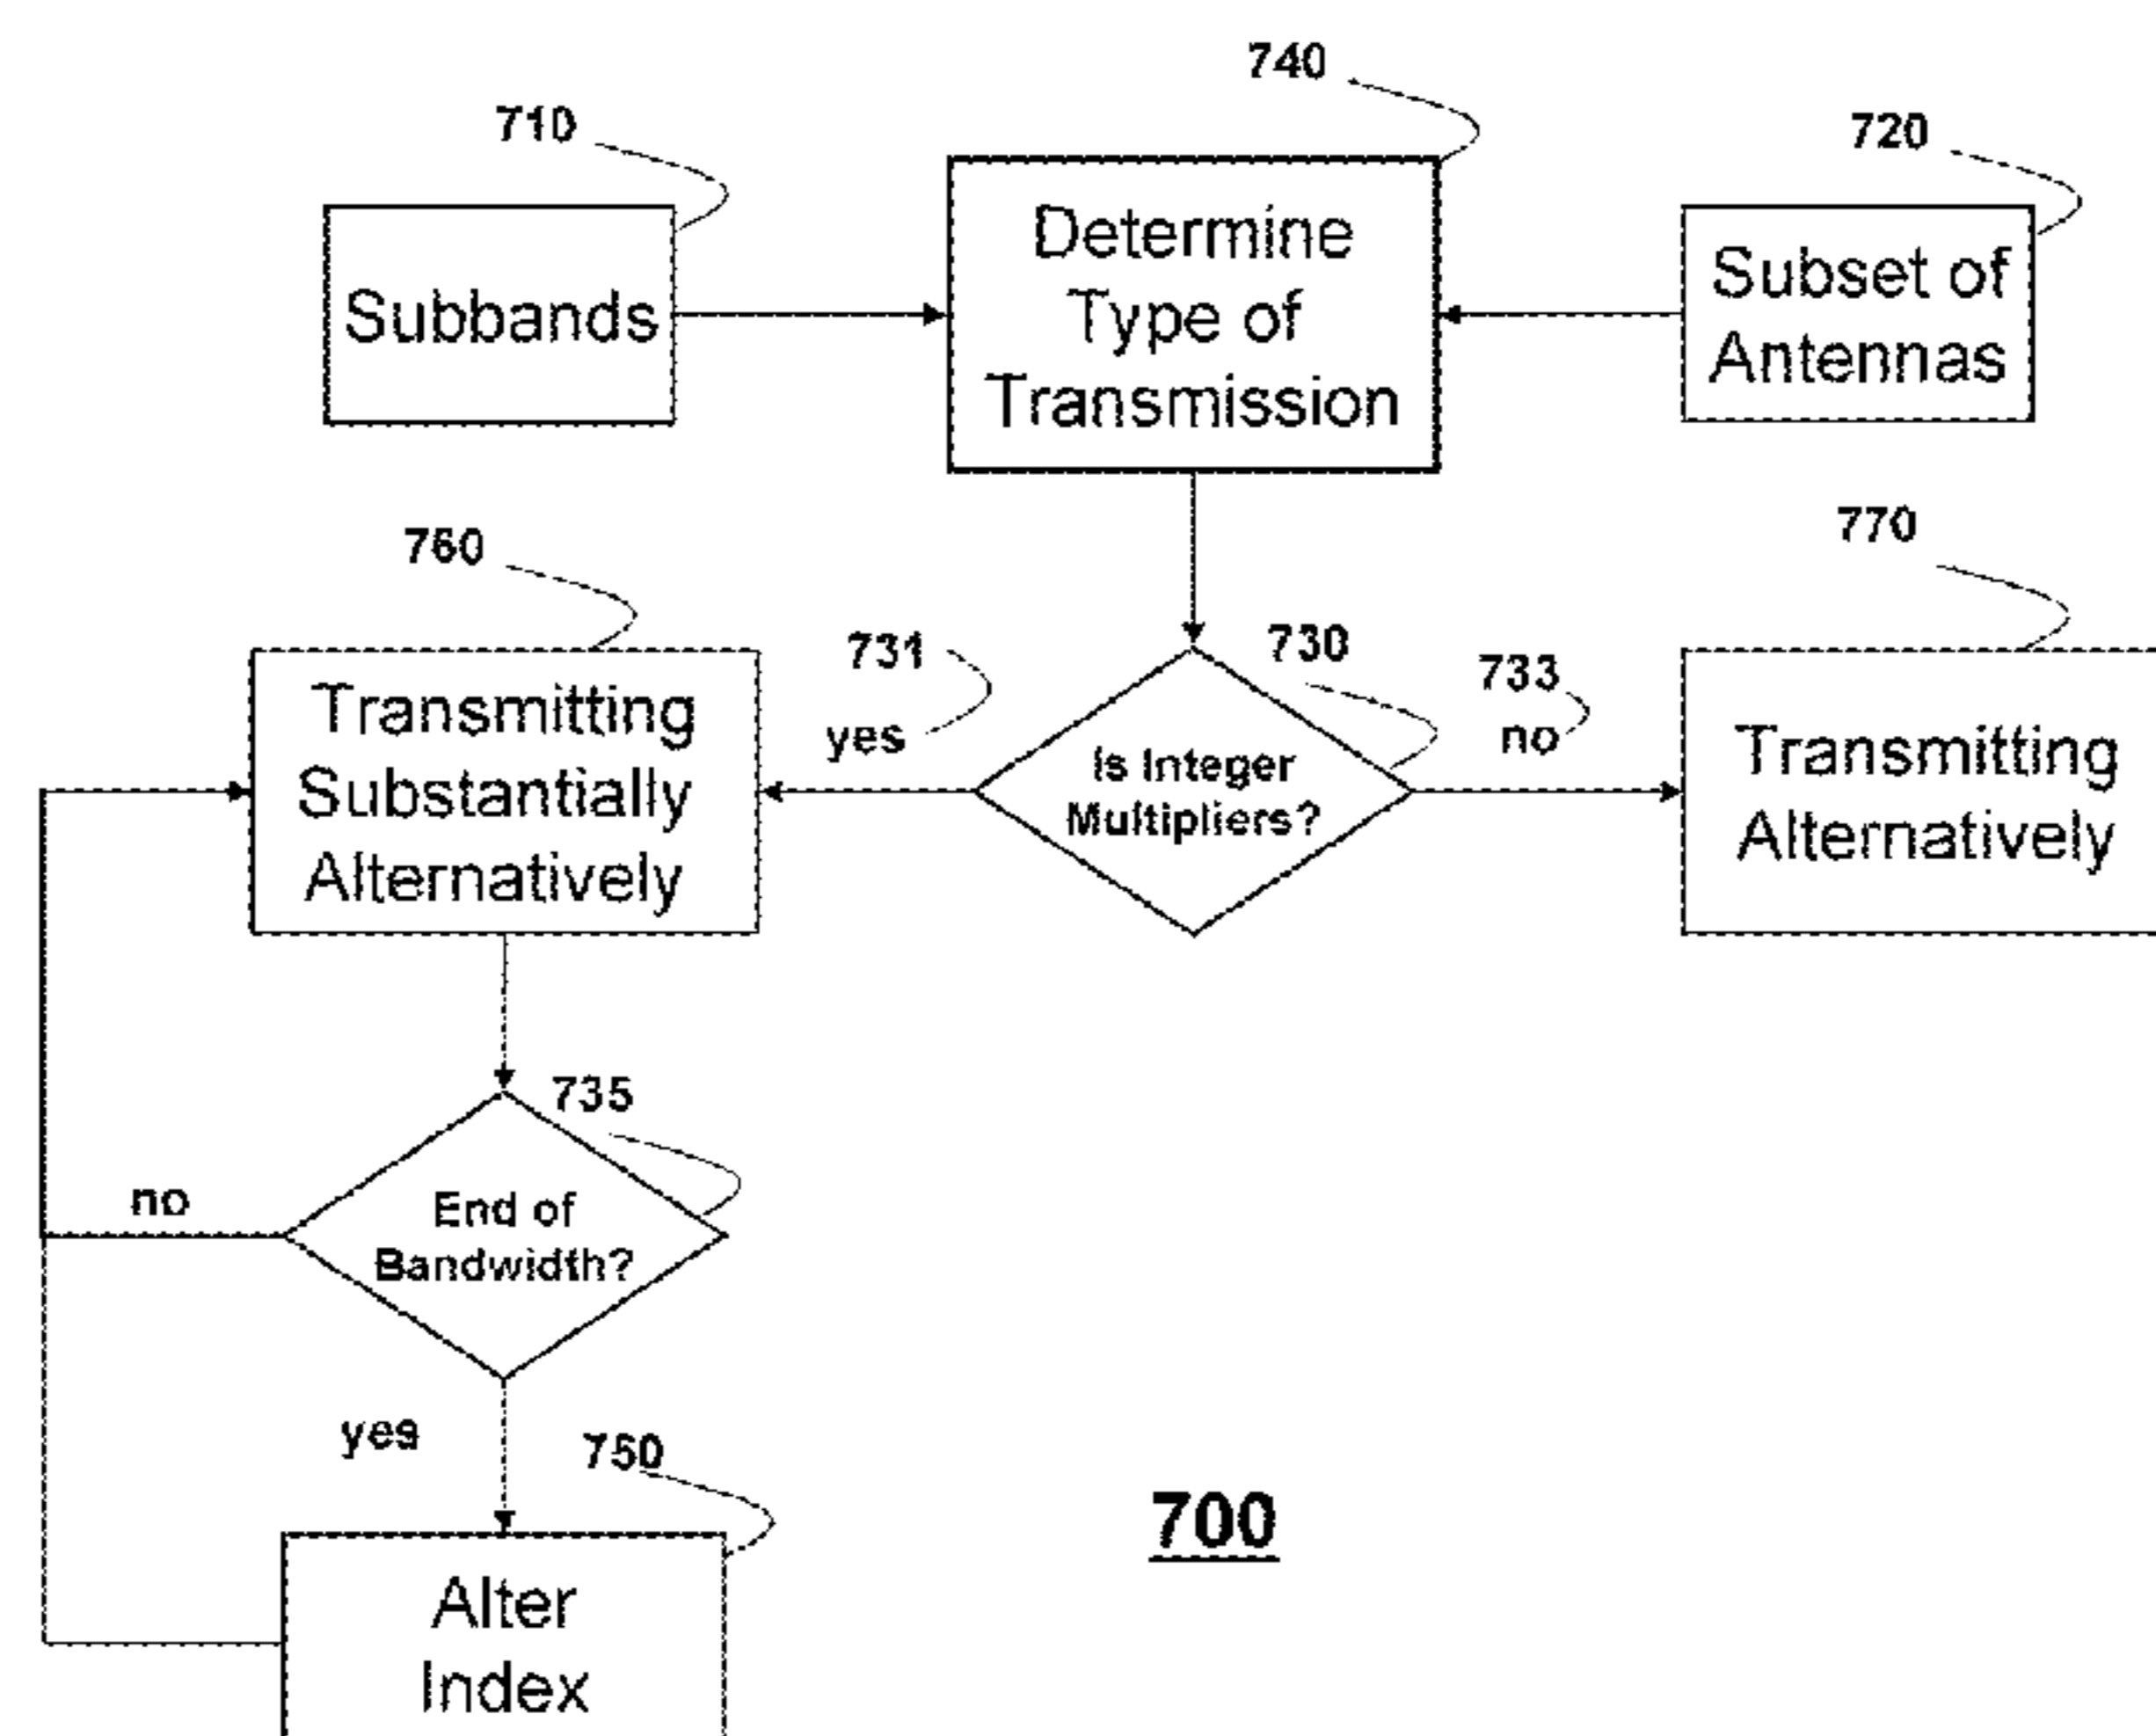 740
710
720
Subbands
Determine
Type of
Transmission
Subset of
Antennas
760
770
731
730
733
yes
no
Transmitting
Substantially
Alternatively
Is Integer
Multipliers?
Transmitting
Alternatively
735
no
End of
Bandwidth?
yes
750
700
Alter
Index